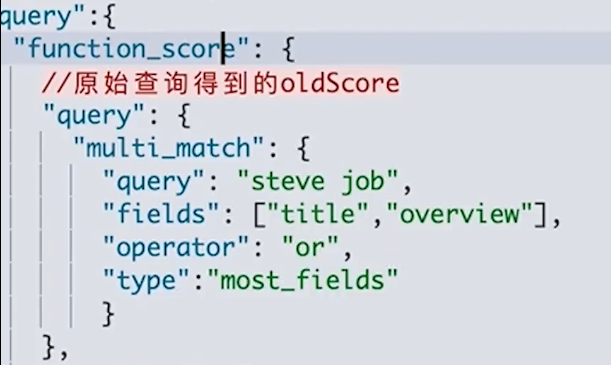 query":{
"function_score": {
//原始查询得到的oldScore
"query": {
"multi_match": {
"query": "steve job",
"fields": ["title","overview"],
"operator": "or",
"type":"most_fields"
}
},